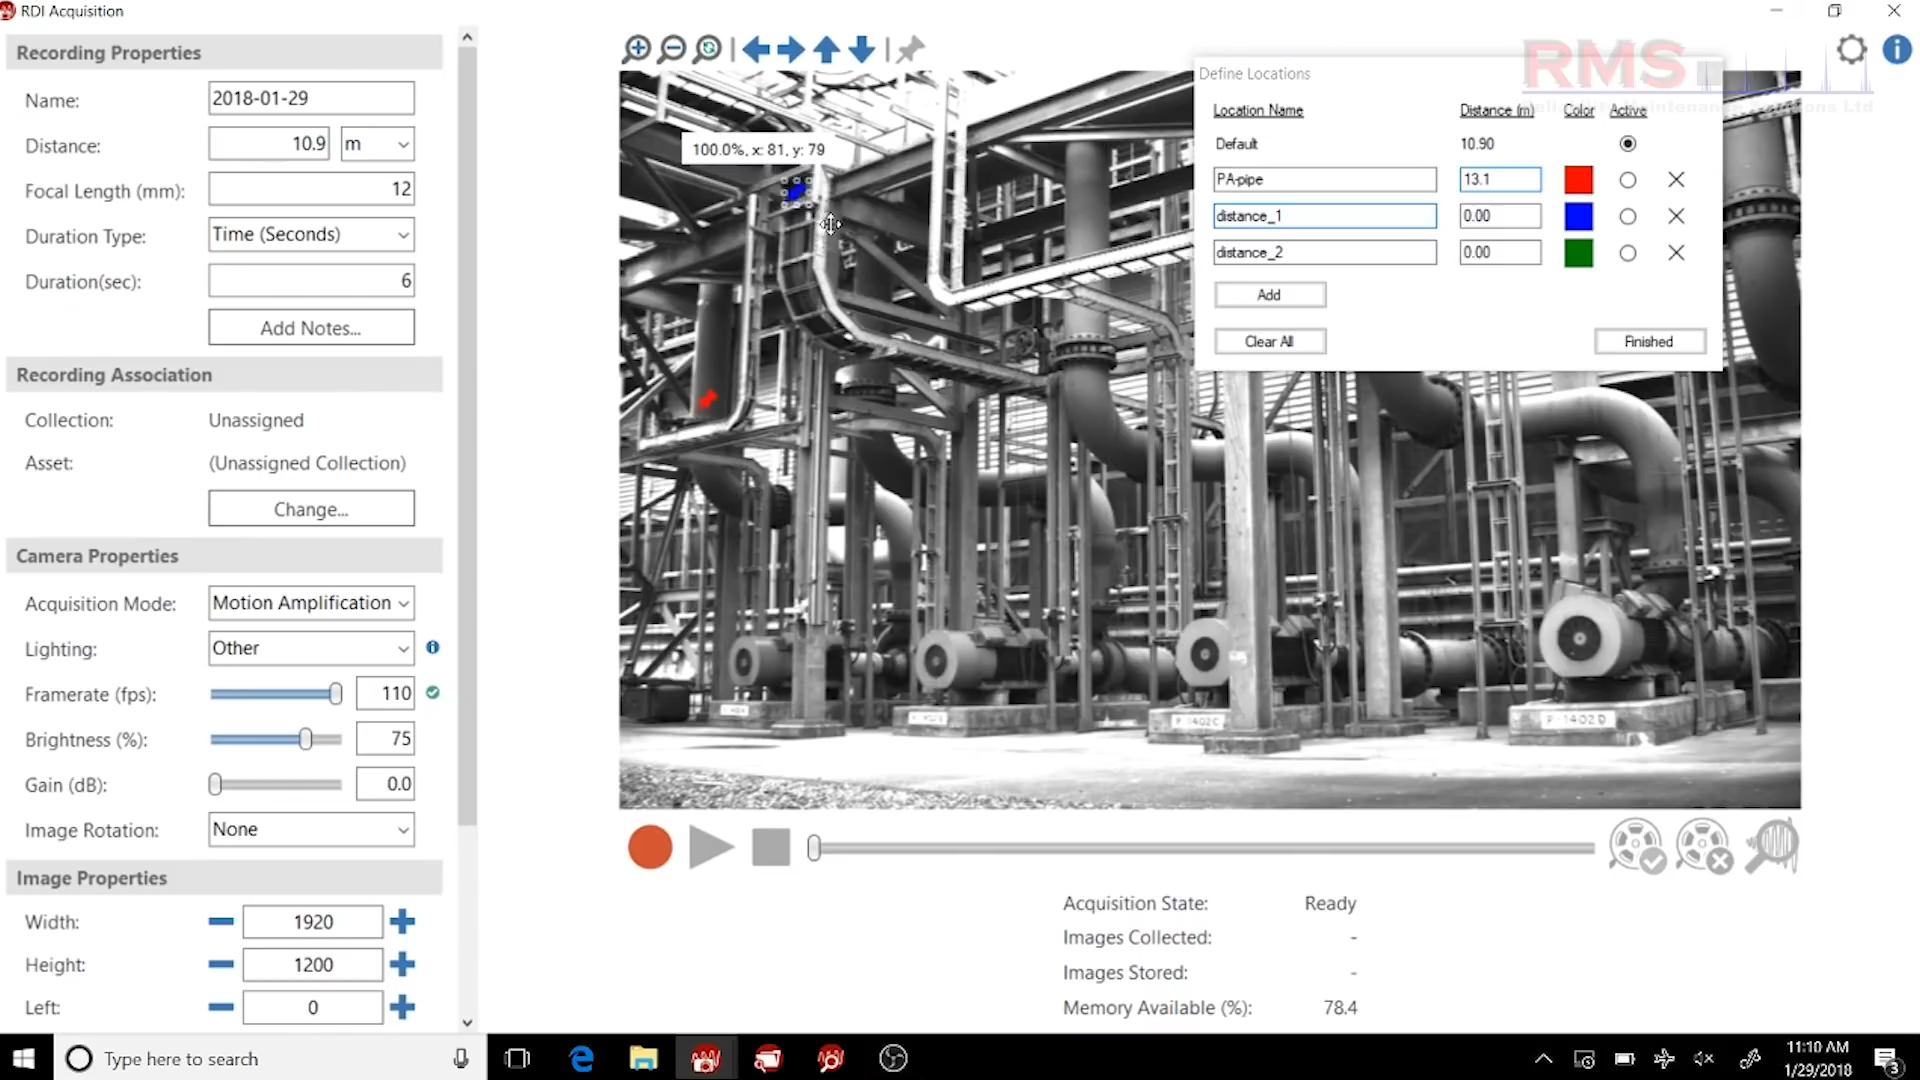 RDI Acquisition
Recording Properties
Name: 2018-01-29
Distance: 10.9 m
Focal Length (mm): 12
Duration Type: Time (Seconds)
Duration(sec): 6
Add Notes...
Recording Association
Collection: Unassigned
Asset: (Unassigned Collection)
Change...
Camera Properties
Acquisition Mode: Motion Amplification
Lighting: Other
Framerate (fps): 110
Brightness (%): 75
Gain (dB): 0.0
Image Rotation: None
Image Properties
Width: 1920
Height: 1200
Left: 0
100.0%, x: 81, y: 79
RMS
Define Locations
Location Name Distance (m) Color Active
Default 10.90
PA-pipe 13.1
distance_1 0.00
distance_2 0.00
Add
Clear All Finished
P-1402C
P-1402D
Acquisition State: Ready
Images Collected: -
Images Stored: -
Memory Available (%): 78.4
Type here to search
11:10 AM
1/29/2018
3